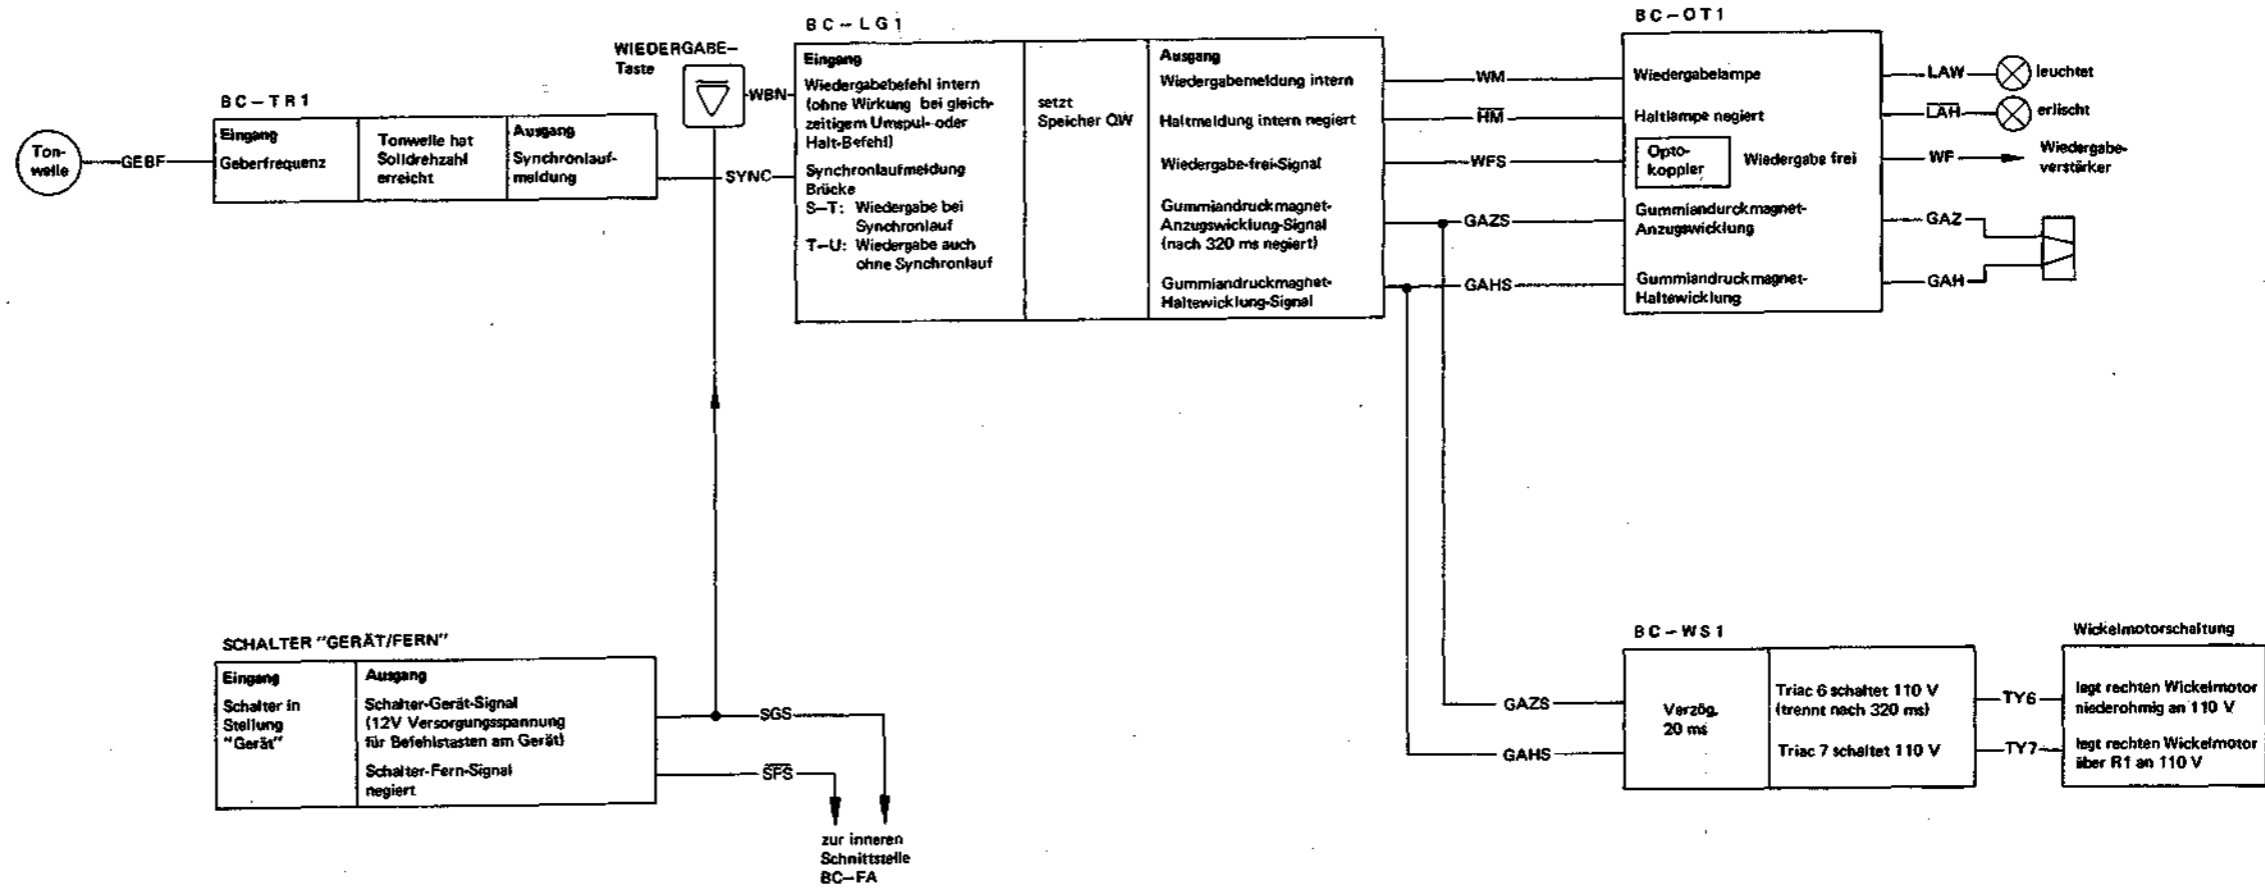 Ton-
welle
GEBF
BC-TR1
Eingang
Geberfrequenz
Tonwelle hat
Solldrehzahl
erreicht
Ausgang
Synchronlauf-
meldung
SYNC
WIEDERGABE-
Taste
WBN
BC-LG1
Eingang
Wiedergabebefehl intern
(ohne Wirkung bei gleich-
zeitigem Umspul- oder
Halt-Befehl)
Synchronlaufmeldung
Brücke
S-T: Wiedergabe bei
Synchronlauf
T-U: Wiedergabe auch
ohne Synchronlauf
setzt
Speicher QW
Ausgang
Wiedergabemeldung intern
Haltmeldung intern negiert
Wiedergabe-frei-Signal
Gummiandruckmagnet-
Anzugswicklung-Signal
(nach 320 ms negiert)
Gummiandruckmagnet-
Haltewicklung-Signal
WM
H̅M̅
WFS
GAZS
GAHS
BC-OT1
Wiedergabelampe
Haltlampe negiert
Opto-
koppler
Wiedergabe frei
Gummiandurckmagnet-
Anzugswicklung
Gummiandruckmagnet-
Haltewicklung
LAW
leuchtet
L̅A̅H̅
erlischt
WF
Wiedergabe-
verstärker
GAZ
GAH
SCHALTER "GERÄT/FERN"
Eingang
Schalter in
Stellung
"Gerät"
Ausgang
Schalter-Gerät-Signal
(12V Versorgungsspannung
für Befehlstasten am Gerät)
Schalter-Fern-Signal
negiert
SGS
S̅F̅S̅
zur inneren
Schnittstelle
BC-FA
GAZS
GAHS
BC-WS1
Verzög.
20 ms
Triac 6 schaltet 110 V
(trennt nach 320 ms)
Triac 7 schaltet 110 V
TY6
TY7
Wickelmotorschaltung
legt rechten Wickelmotor
niederohmig an 110 V
legt rechten Wickelmotor
über R1 an 110 V